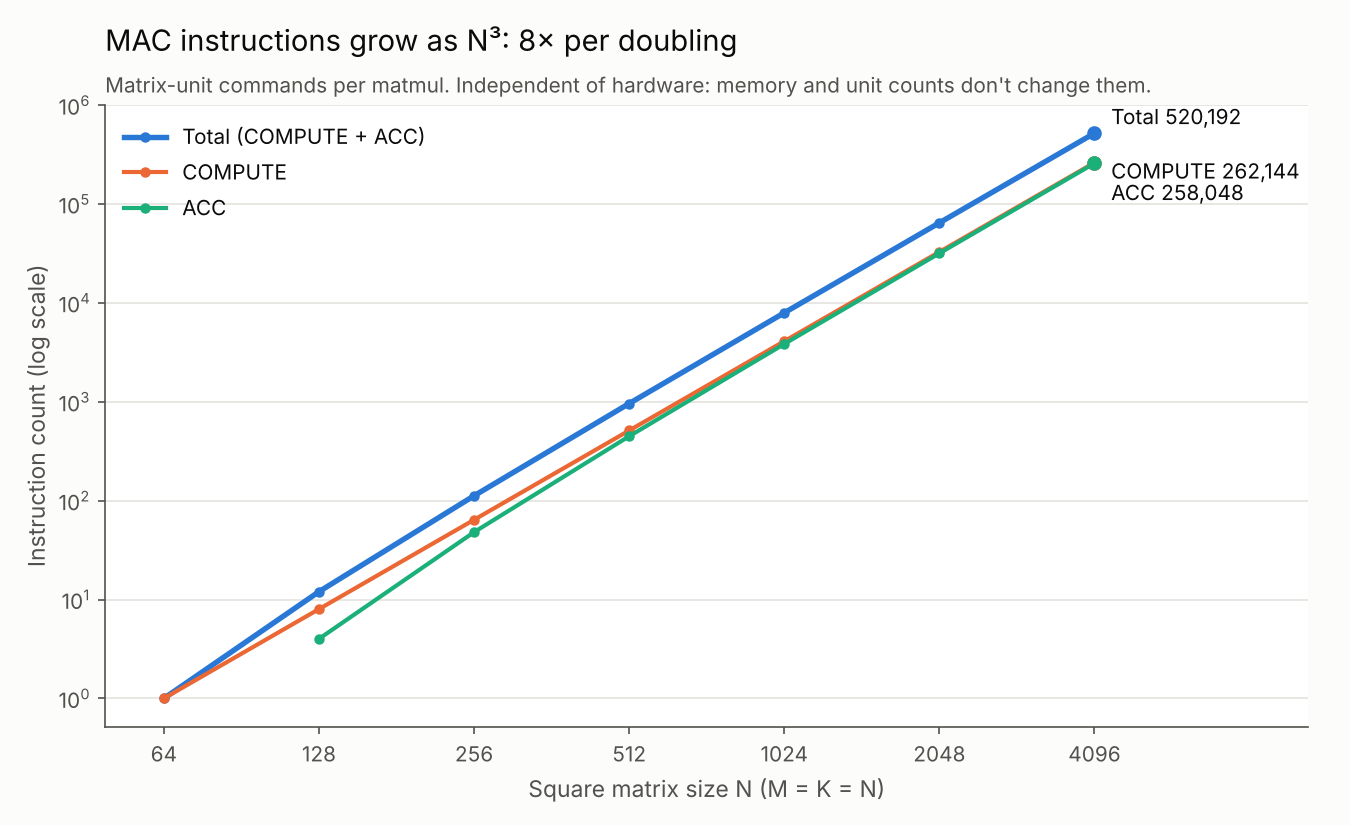 MAC instructions grow as N³: 8× per doubling
Matrix-unit commands per matmul. Independent of hardware: memory and unit counts don't change them.
Total (COMPUTE + ACC)
COMPUTE
ACC
Total 520,192
COMPUTE 262,144
ACC 258,048
Instruction count (log scale)
10⁶
10⁵
10⁴
10³
10²
10¹
10⁰
64 128 256 512 1024 2048 4096
Square matrix size N (M = K = N)